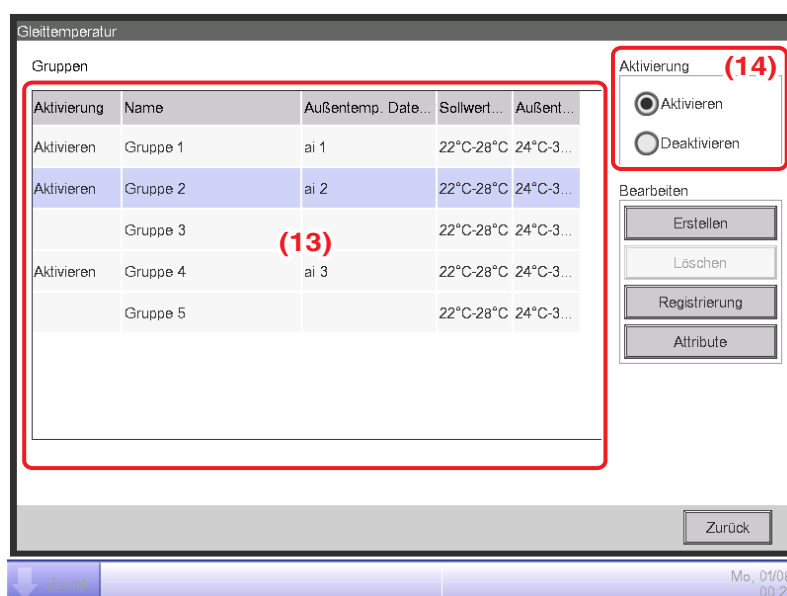 Gleittemperatur
Gruppen
Aktivierung Name Außentemp. Date... Sollwert... Außent...
Aktivieren Gruppe 1 ai 1 22°C-28°C 24°C-3...
Aktivieren Gruppe 2 ai 2 22°C-28°C 24°C-3...
Gruppe 3 22°C-28°C 24°C-3...
(13)
Aktivieren Gruppe 4 ai 3 22°C-28°C 24°C-3...
Gruppe 5 22°C-28°C 24°C-3...
Aktivierung (14)
Aktivieren
Deaktivieren
Bearbeiten
Erstellen
Löschen
Registrierung
Attribute
Zurück
Zurück
Mo, 01/0
00:2